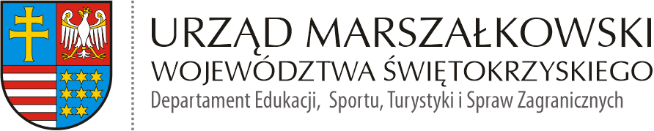 URZĄD MARSZAŁKOWSKI
WOJEWÓDZTWA ŚWIĘTOKRZYSKIEGO
Departament Edukacji, Sportu, Turystyki i Spraw Zagranicznych